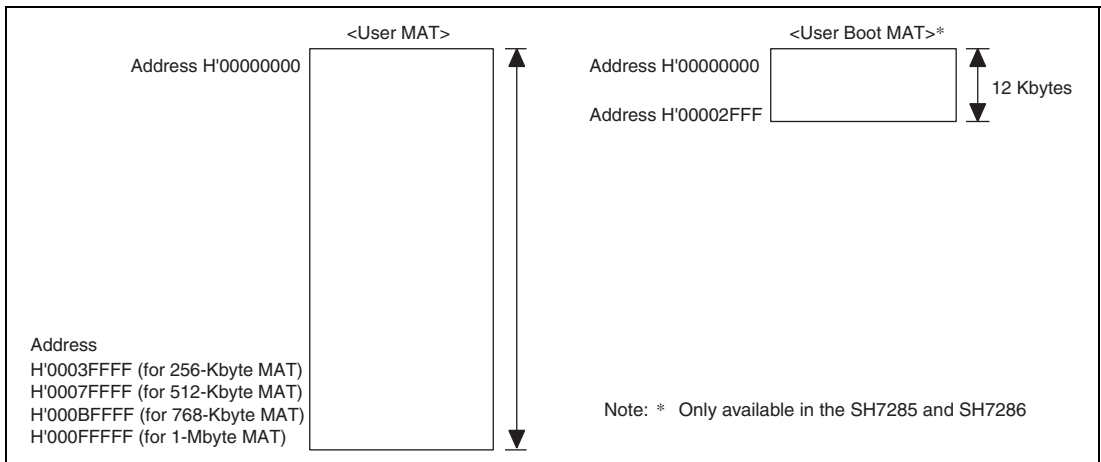 <User MAT>
Address H'00000000
Address
H'0003FFFF (for 256-Kbyte MAT)
H'0007FFFF (for 512-Kbyte MAT)
H'000BFFFF (for 768-Kbyte MAT)
H'000FFFFF (for 1-Mbyte MAT)
<User Boot MAT>*
Address H'00000000
12 Kbytes
Address H'00002FFF
Note: * Only available in the SH7285 and SH7286